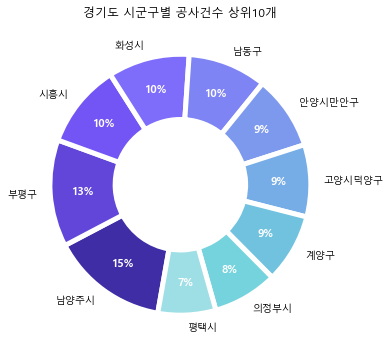 경기도 시군구별 공사건수 상위10개
남동구
10%
안양시만안구
9%
고양시덕양구
9%
계양구
9%
의정부시
8%
평택시
7%
남양주시
15%
부평구
13%
시흥시
10%
화성시
10%